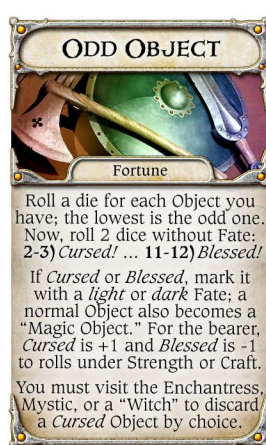 ODD OBJECT
Fortune
Roll a die for each Object you
have; the lowest is the odd one.
Now, roll 2 dice without Fate:
2-3) Cursed! ... 11-12) Blessed!
If Cursed or Blessed, mark it
with a light or dark Fate; a
normal Object also becomes a
"Magic Object." For the bearer,
Cursed is +1 and Blessed is -1
to rolls under Strength or Craft.
You must visit the Enchantress,
Mystic, or a "Witch" to discard
a Cursed Object by choice.